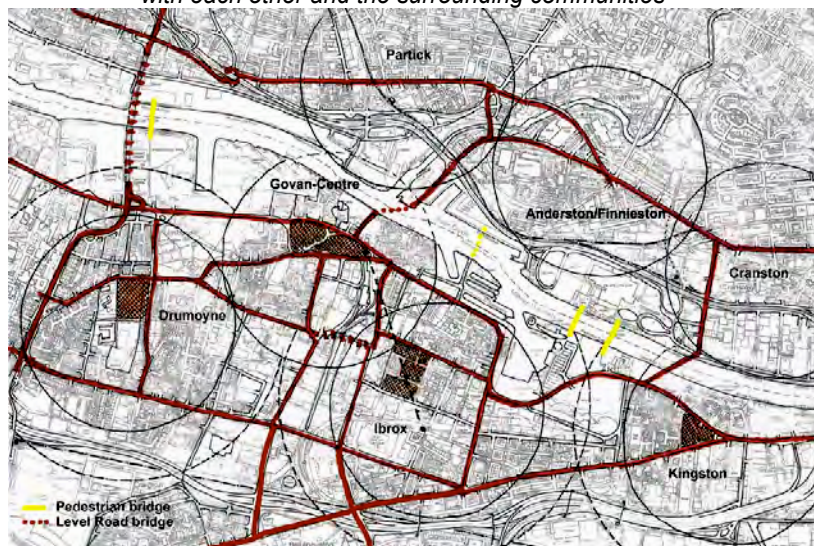 with each other and the surrounding communities
Partick
Govan-Centre
Anderston/Finnieston
Cranston
Drumoyne
Ibrox
Kingston
Pedestrian bridge
Level Road bridge